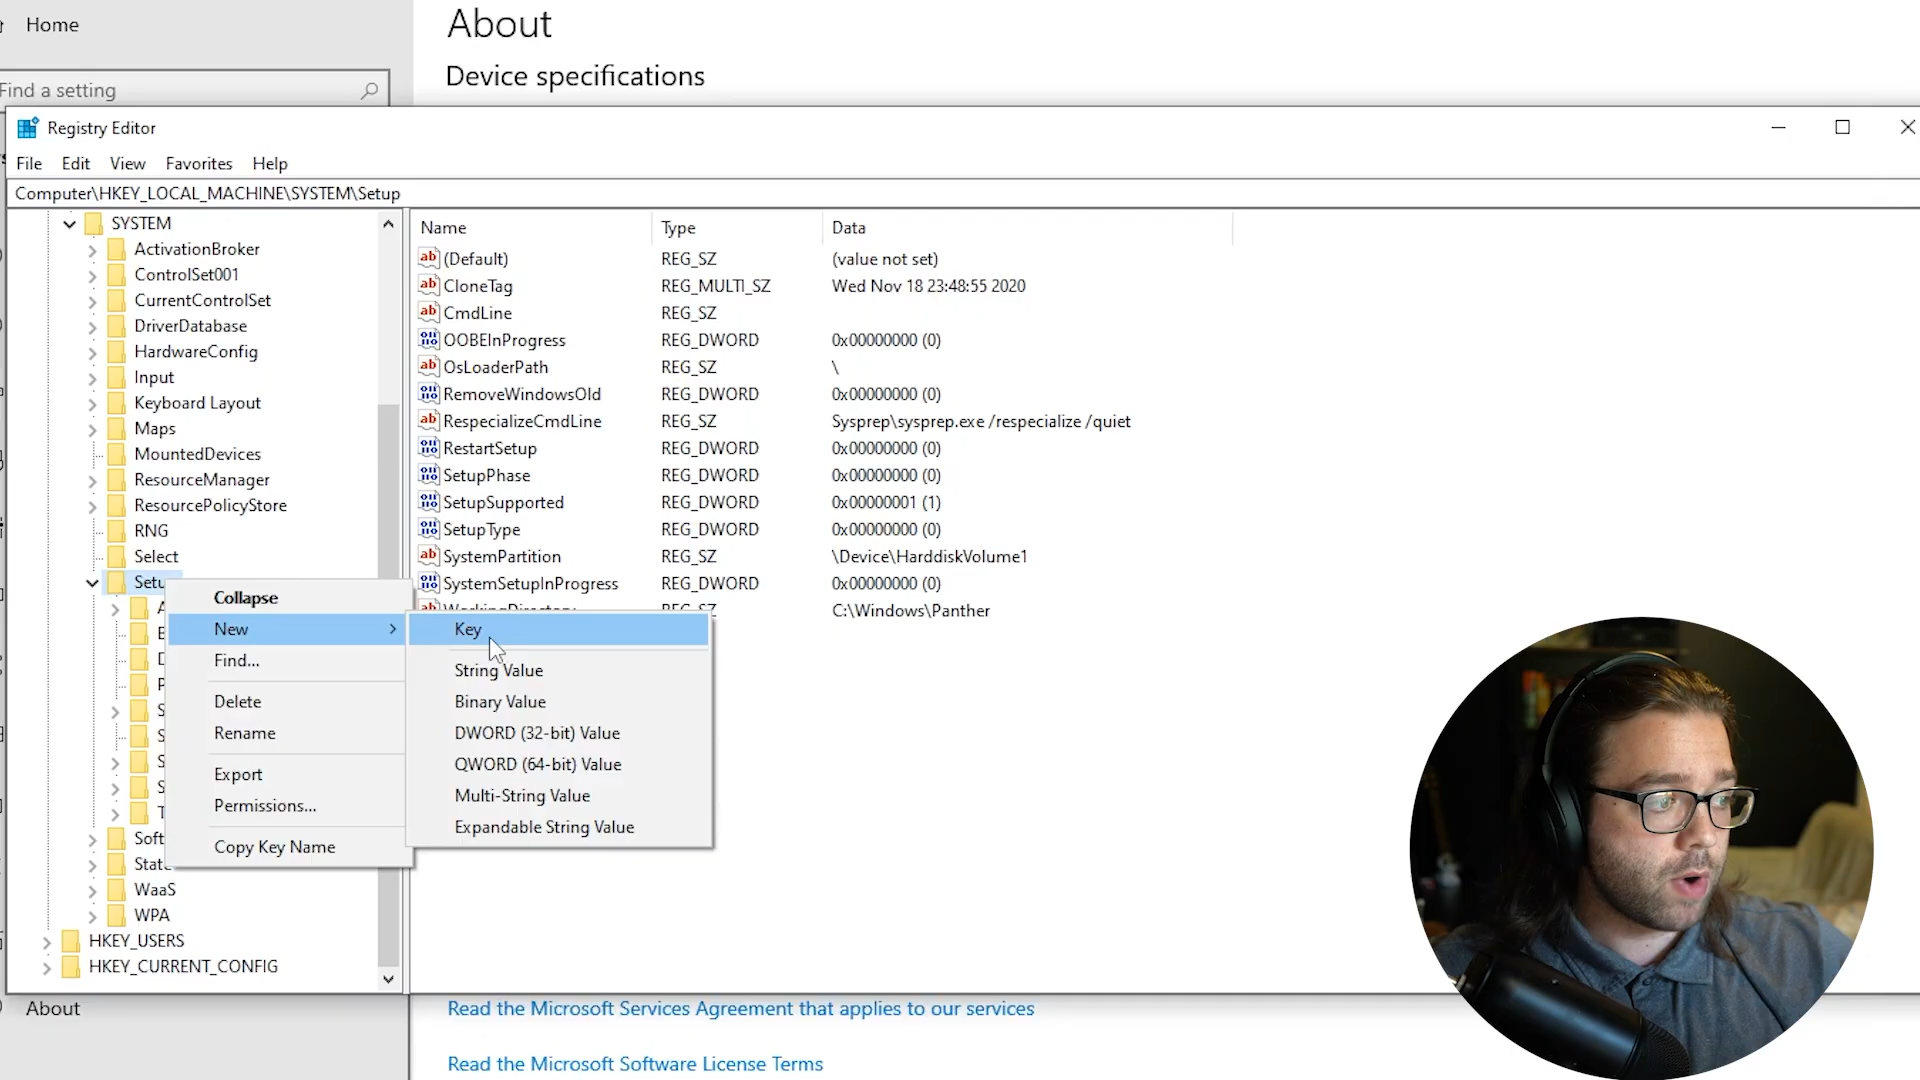 Home
About
Device specifications
Find a setting
Registry Editor
File Edit View Favorites Help
Computer\HKEY_LOCAL_MACHINE\SYSTEM\Setup
SYSTEM
ActivationBroker
ControlSet001
CurrentControlSet
DriverDatabase
HardwareConfig
Input
Keyboard Layout
Maps
MountedDevices
ResourceManager
ResourcePolicyStore
RNG
Select
Setu
Soft
State
WaaS
WPA
HKEY_USERS
HKEY_CURRENT_CONFIG
Name Type Data
(Default) REG_SZ (value not set)
CloneTag REG_MULTI_SZ Wed Nov 18 23:48:55 2020
CmdLine REG_SZ
OOBEInProgress REG_DWORD 0x00000000 (0)
OsLoaderPath REG_SZ \
RemoveWindowsOld REG_DWORD 0x00000000 (0)
RespecializeCmdLine REG_SZ Sysprep\sysprep.exe /respecialize /quiet
RestartSetup REG_DWORD 0x00000000 (0)
SetupPhase REG_DWORD 0x00000000 (0)
SetupSupported REG_DWORD 0x00000001 (1)
SetupType REG_DWORD 0x00000000 (0)
SystemPartition REG_SZ \Device\HarddiskVolume1
SystemSetupInProgress REG_DWORD 0x00000000 (0)
WorkingDirectory REG_SZ C:\Windows\Panther
Collapse
New
Find...
Delete
Rename
Export
Permissions...
Copy Key Name
Key
String Value
Binary Value
DWORD (32-bit) Value
QWORD (64-bit) Value
Multi-String Value
Expandable String Value
About
Read the Microsoft Services Agreement that applies to our services
Read the Microsoft Software License Terms